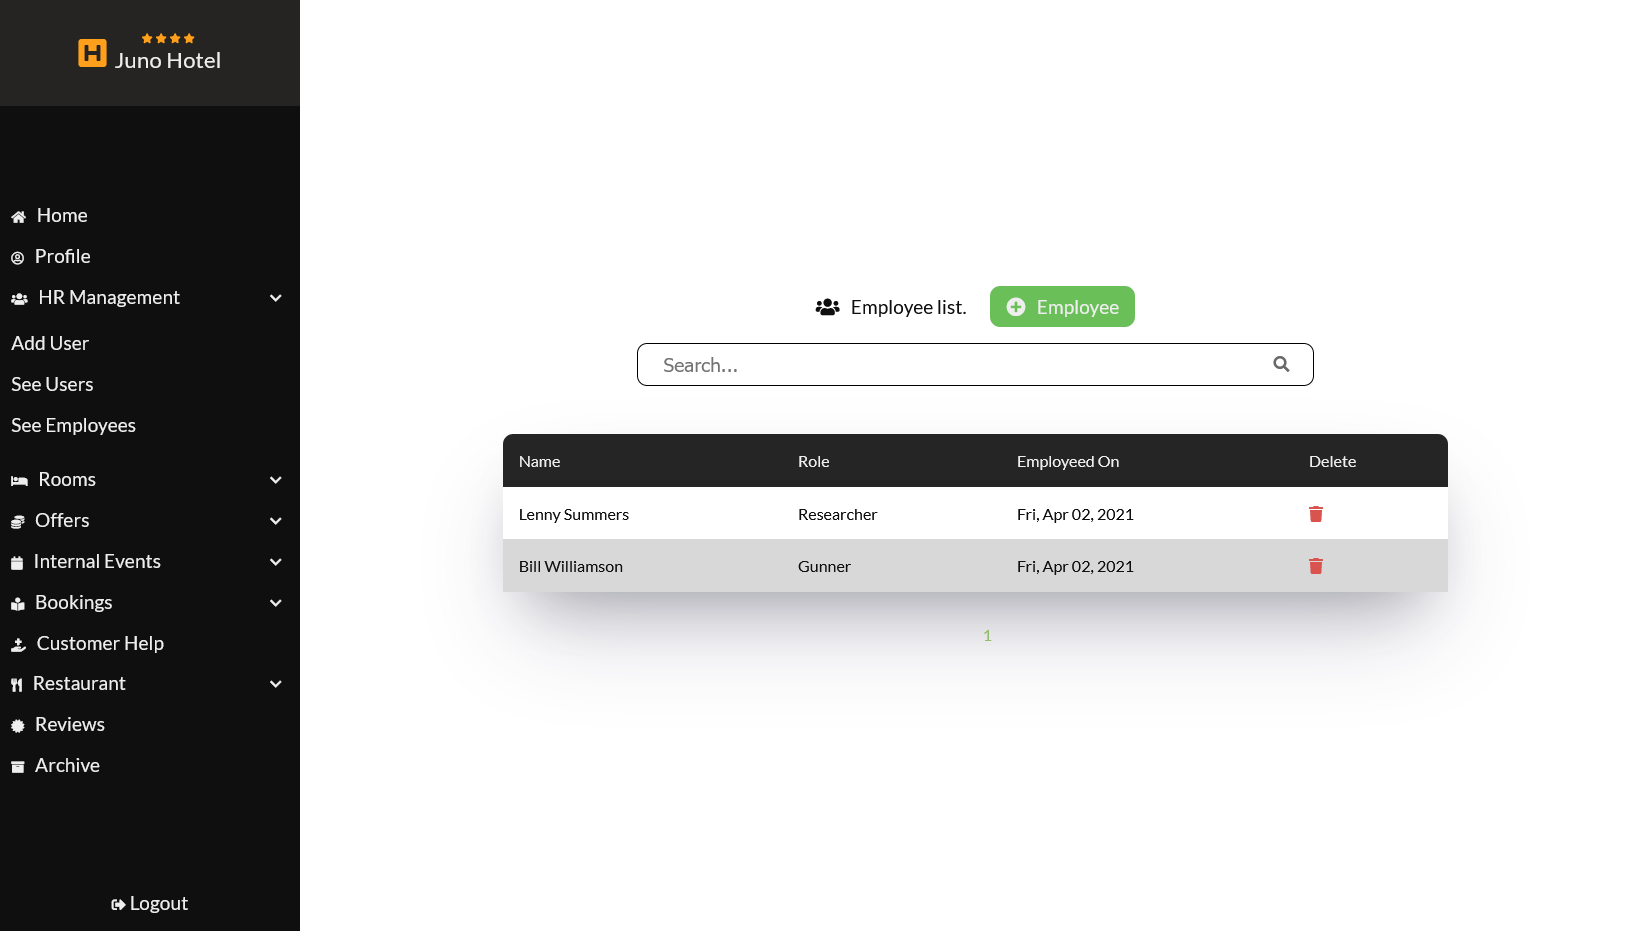 H Juno Hotel
Home
Profile
HR Management
Add User
See Users
See Employees
Rooms
Offers
Internal Events
Bookings
Customer Help
Restaurant
Reviews
Archive
Logout
Employee list. Employee
Search...
Name Role Employeed On Delete
Lenny Summers Researcher Fri, Apr 02, 2021
Bill Williamson Gunner Fri, Apr 02, 2021
1